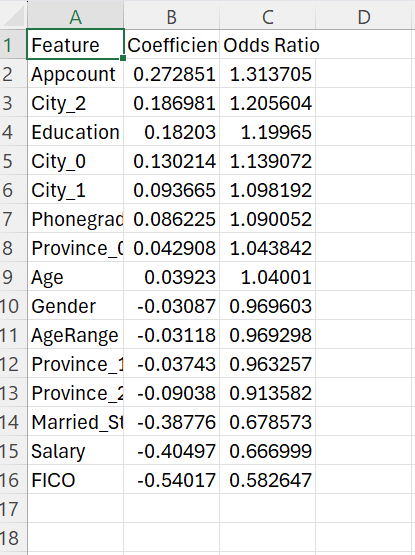 A B C D
1 Feature Coefficien Odds Ratio
2 Appcount 0.272851 1.313705
3 City_2 0.186981 1.205604
4 Education 0.18203 1.19965
5 City_0 0.130214 1.139072
6 City_1 0.093665 1.098192
7 Phonegrad 0.086225 1.090052
8 Province_0 0.042908 1.043842
9 Age 0.03923 1.04001
10 Gender -0.03087 0.969603
11 AgeRange -0.03118 0.969298
12 Province_1 -0.03743 0.963257
13 Province_2 -0.09038 0.913582
14 Married_St -0.38776 0.678573
15 Salary -0.40497 0.666999
16 FICO -0.54017 0.582647
17
18